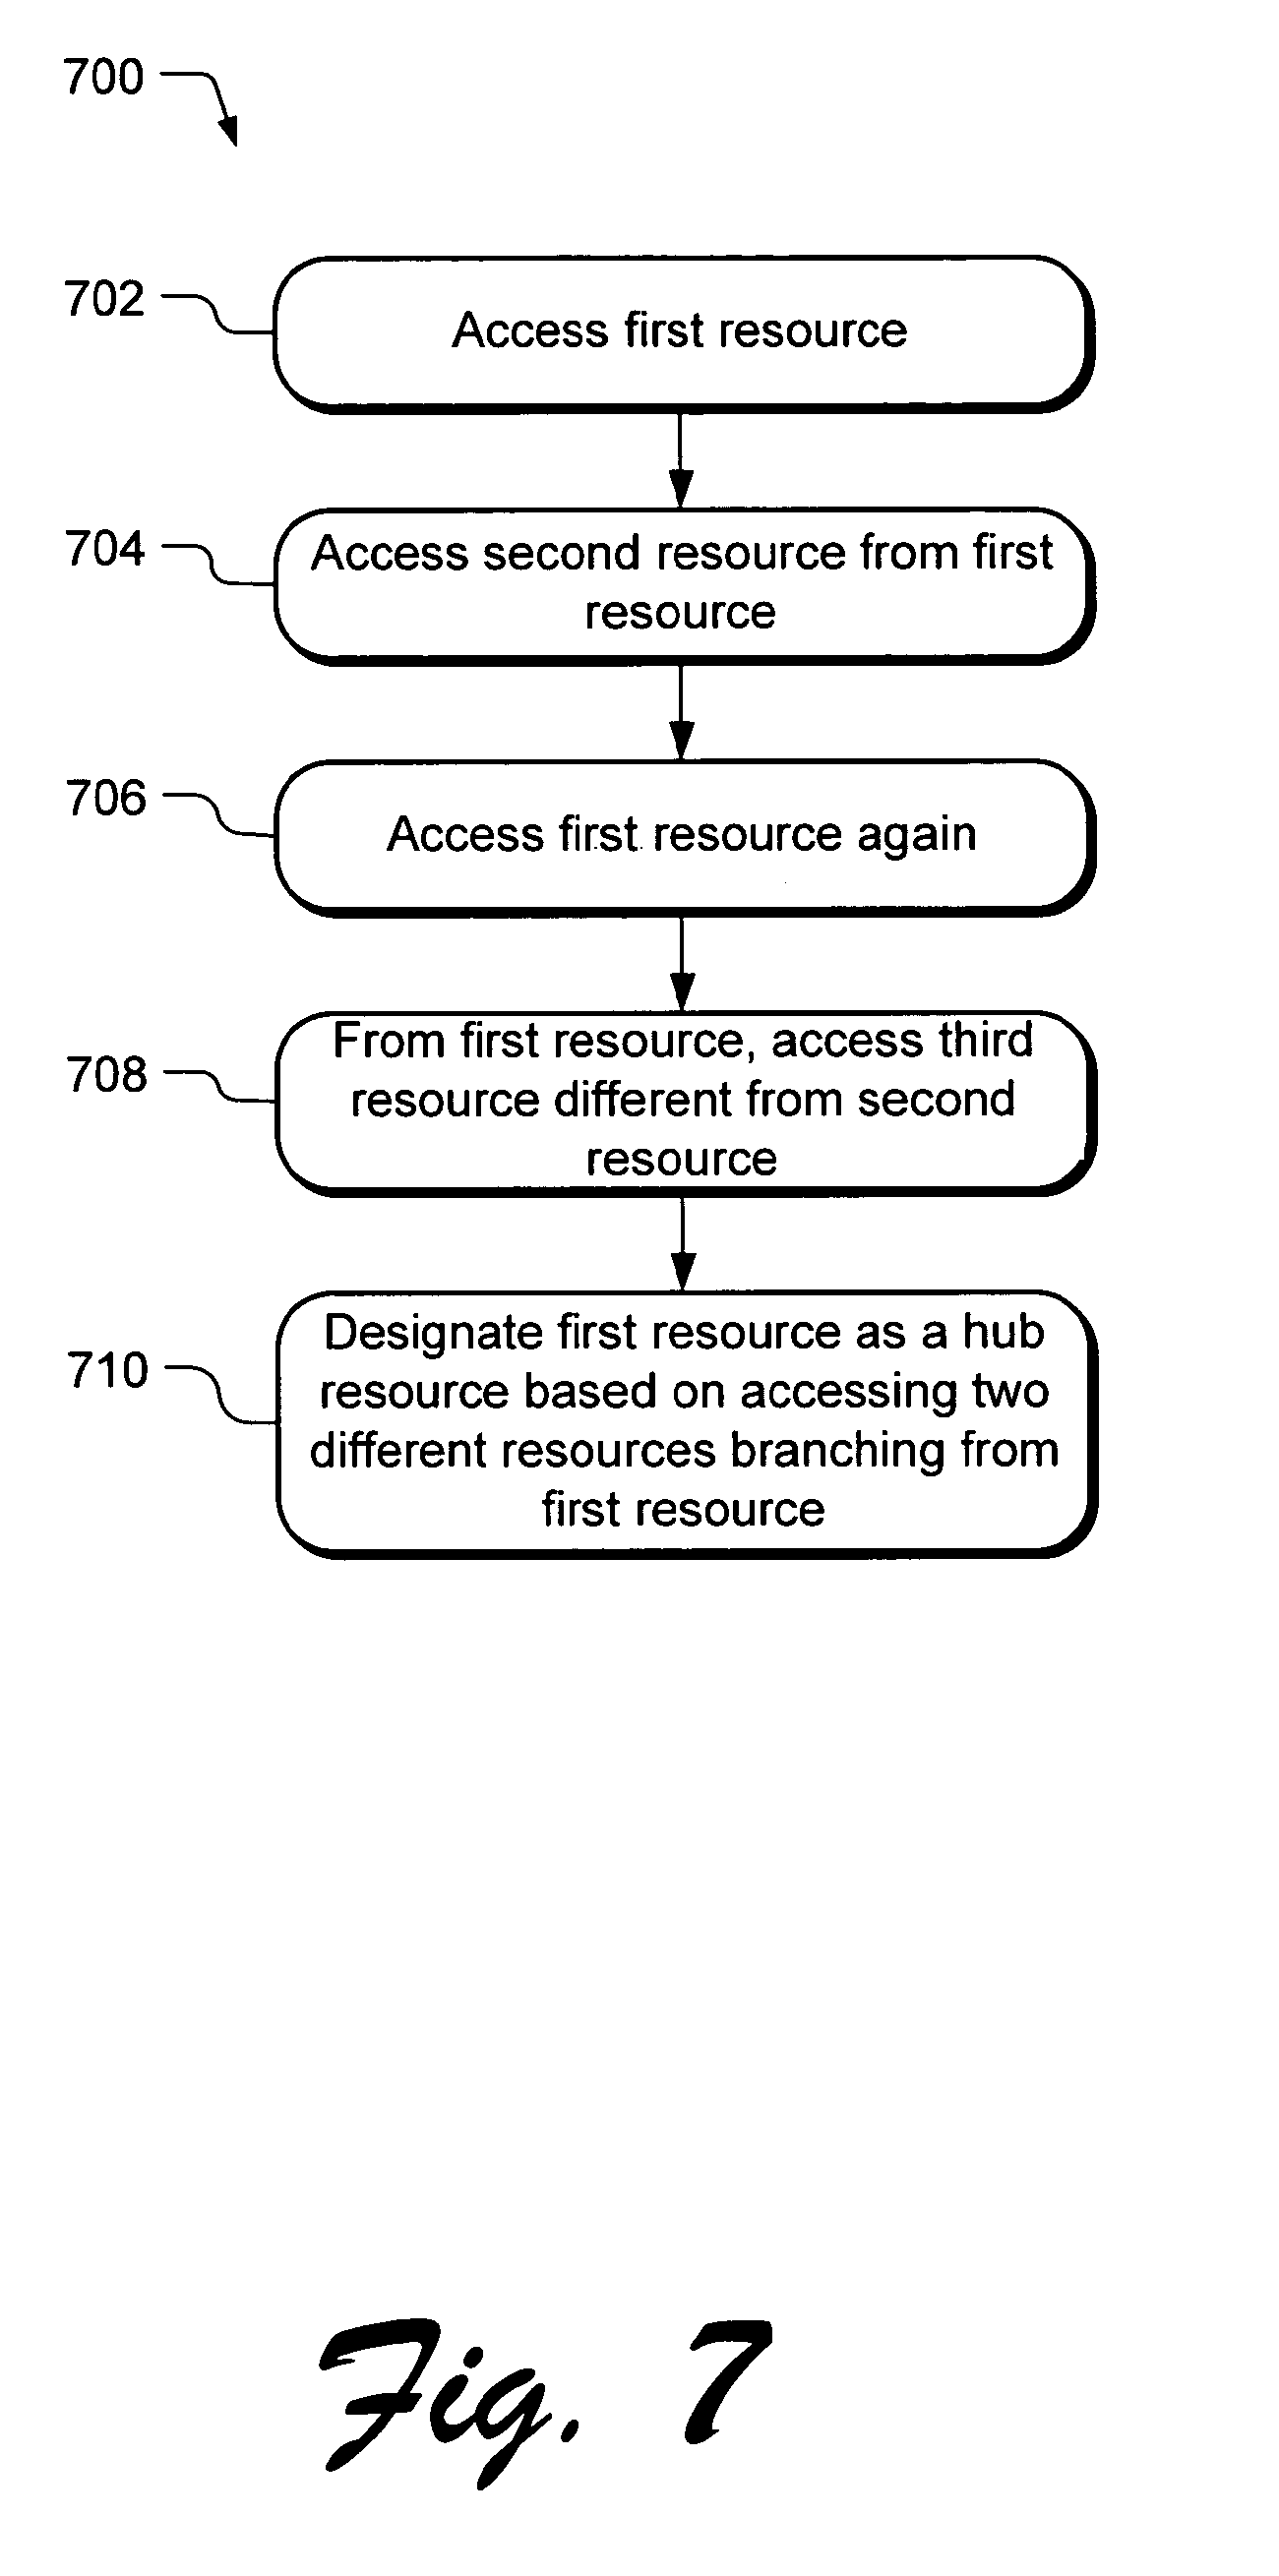 700
702
Access first resource
704
Access second resource from first
resource
706
Access first resource again
708
From first resource, access third
resource different from second
resource
710
Designate first resource as a hub
resource based on accessing two
different resources branching from
first resource
Fig. 7